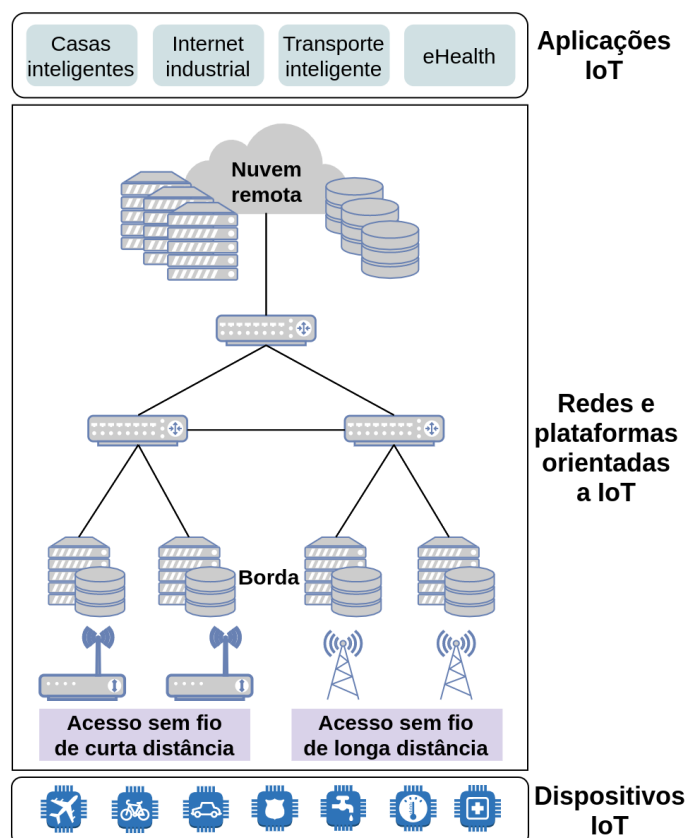 Casas
inteligentes
Internet
industrial
Transporte
inteligente
eHealth
Aplicações
IoT
Nuvem
remota
Redes e
plataformas
orientadas
a IoT
Borda
Acesso sem fio
de curta distância
Acesso sem fio
de longa distância
Dispositivos
IoT